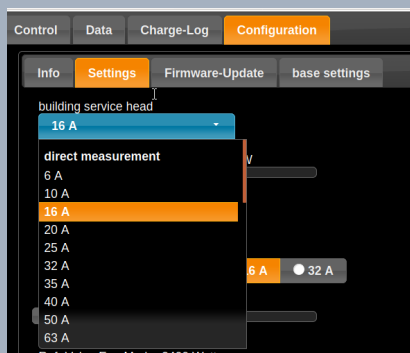 Control Data Charge-Log Configuration
Info Settings Firmware-Update base settings
building service head
16 A
direct measurement
6 A
10 A
16 A
20 A
25 A
32 A
35 A
40 A
50 A
63 A
32 A